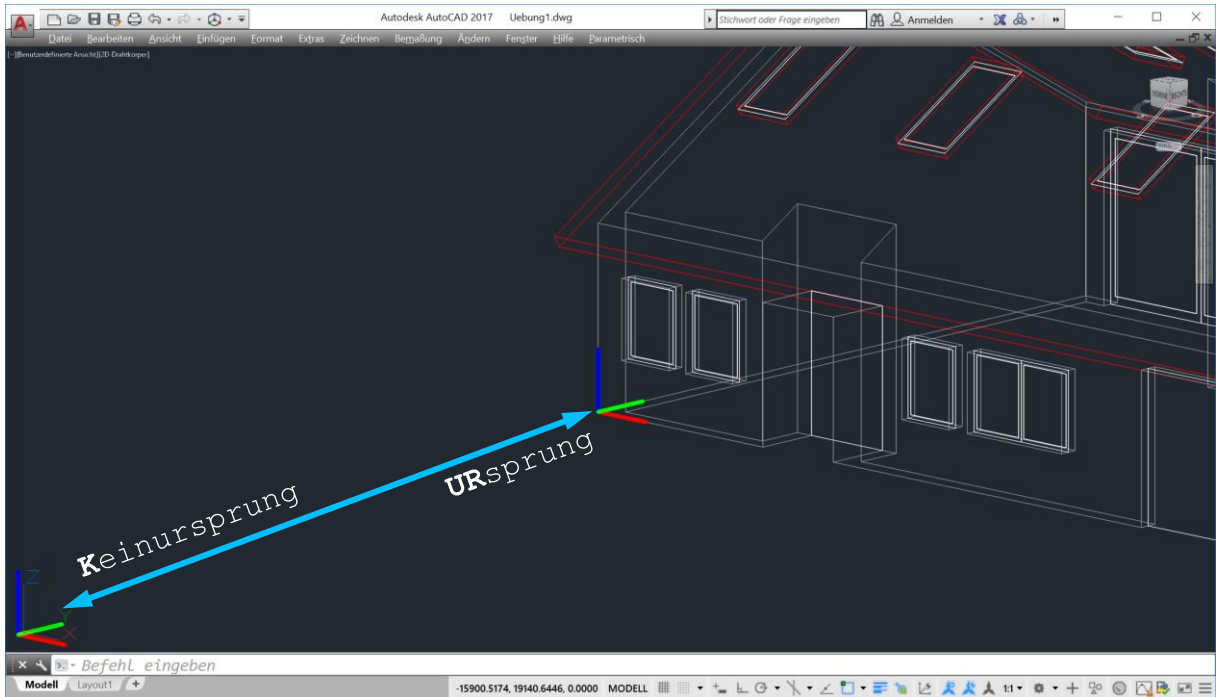 Autodesk AutoCAD 2017 Uebung1.dwg
Stichwort oder Frage eingeben
Anmelden
Datei Bearbeiten Ansicht Einfügen Format Extras Zeichnen Bemaßung Ändern Fenster Hilfe Parametrisch
[-][Benutzerdefinierte Ansicht][2D-Drahtkörper]
VORNE RECHTS
URsprung
Keinursprung
Z
Y
X
Befehl eingeben
Modell Layout1 +
-15900.5174, 19140.6446, 0.0000 MODELL 1:1